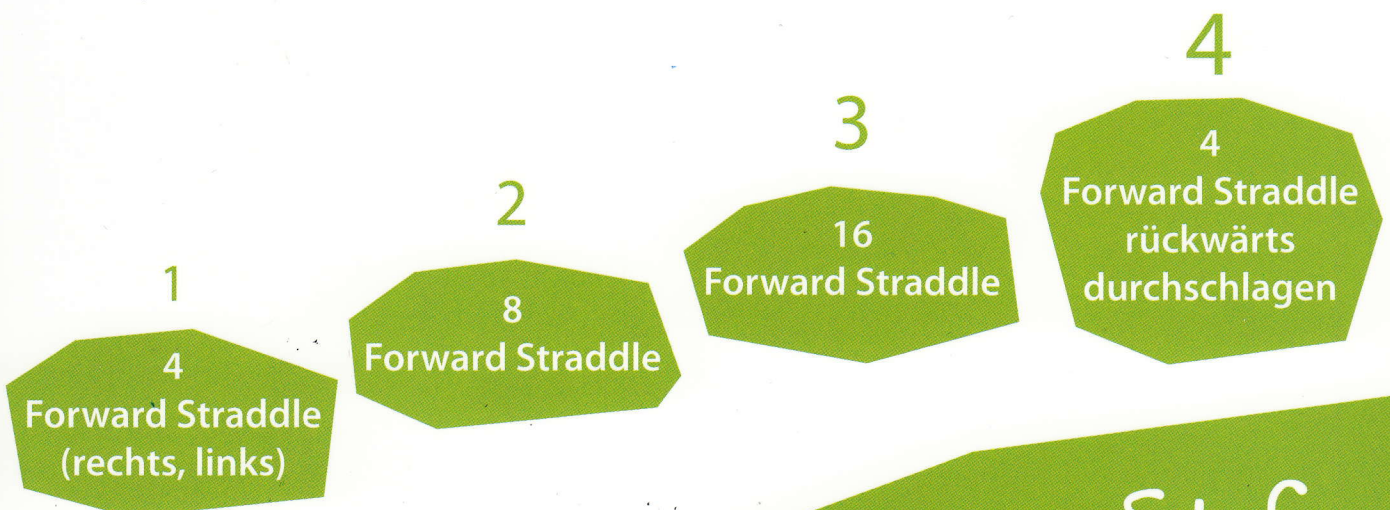 1
4
Forward Straddle
(rechts, links)
2
8
Forward Straddle
3
16
Forward Straddle
4
4
Forward Straddle
rückwärts
durchschlagen